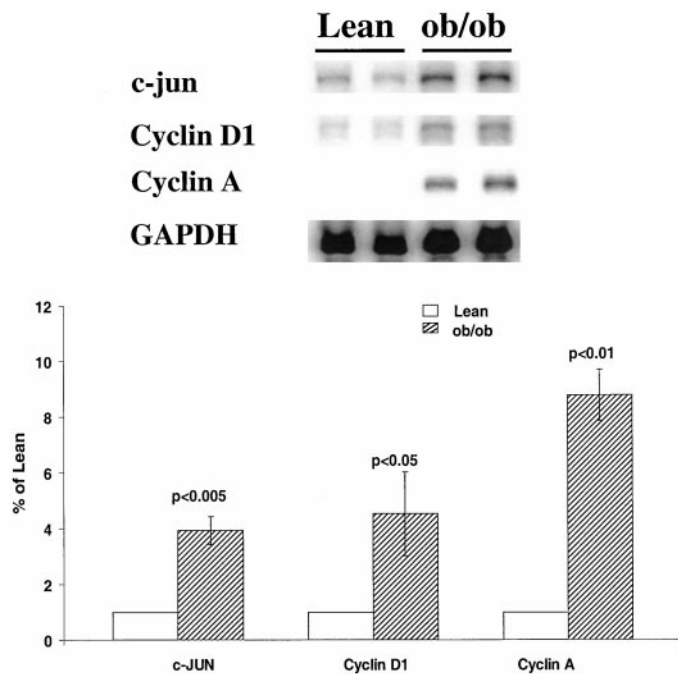 Lean ob/ob
c-jun
Cyclin D1
Cyclin A
GAPDH
12
10
8
6
4
2
0
% of Lean
Lean
ob/ob
p<0.005
p<0.05
p<0.01
c-JUN Cyclin D1 Cyclin A